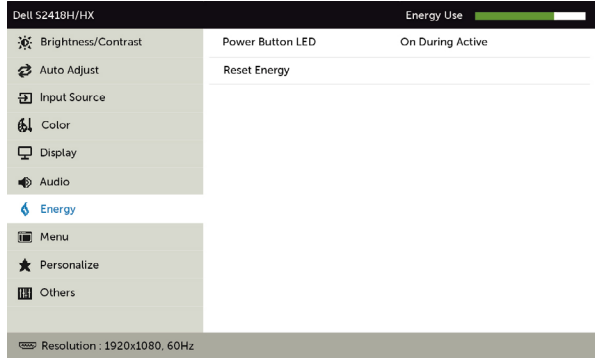 Dell S2418H/HX
Energy Use
Brightness/Contrast
Power Button LED
On During Active
Auto Adjust
Reset Energy
Input Source
Color
Display
Audio
Energy
Menu
Personalize
Others
Resolution : 1920x1080, 60Hz